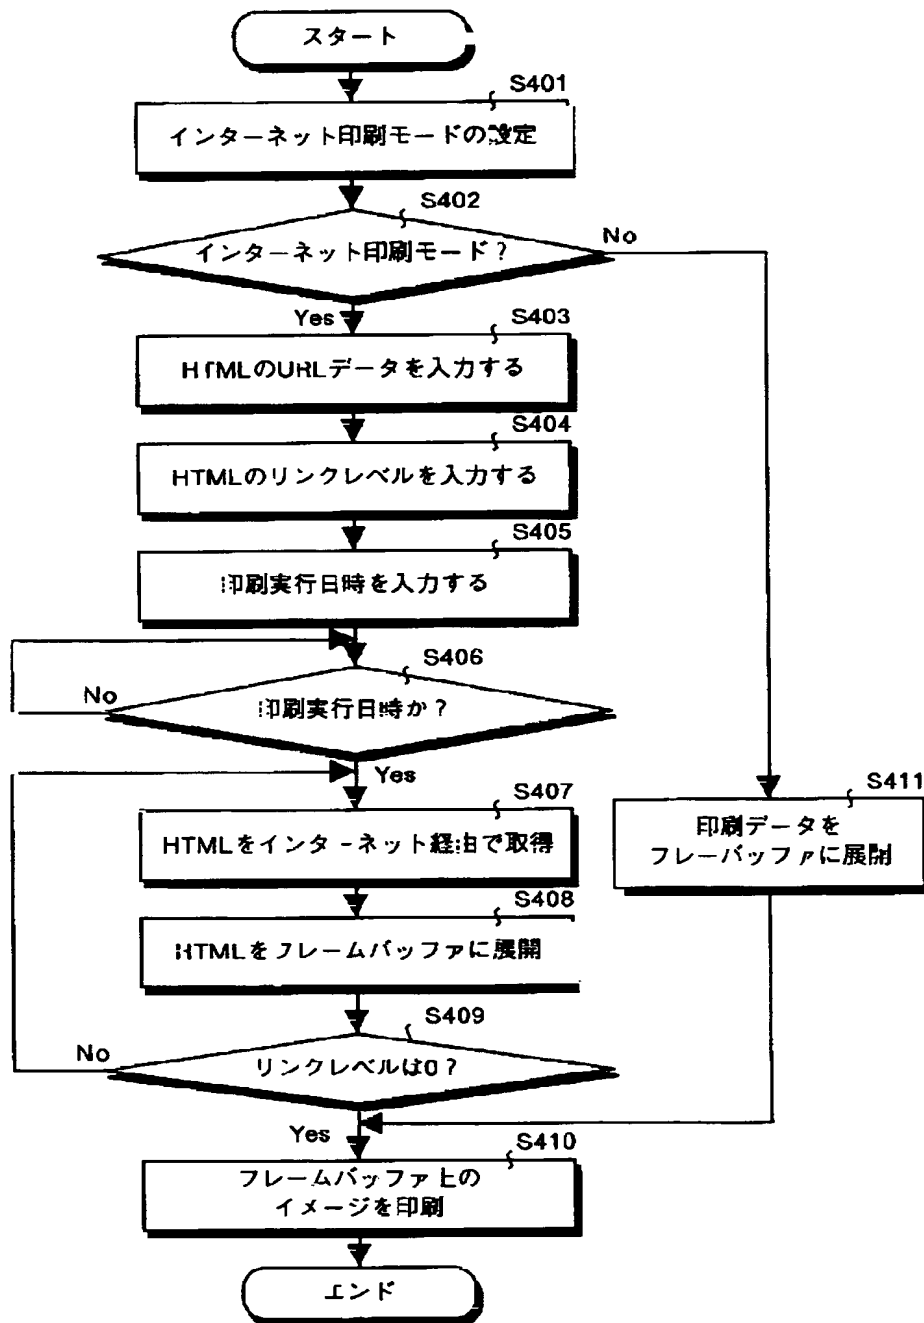 スタート
S401
インターネット印刷モードの設定
S402
インターネット印刷モード?
No
Yes
S403
HTMLのURLデータを入力する
S404
HTMLのリンクレベルを入力する
S405
印刷実行日時を入力する
S406
印刷実行日時か?
No
Yes
S407
HTMLをインターネット経由で取得
S411
印刷データを
フレーバッファに展開
S408
HTMLをフレームバッファに展開
S409
リンクレベルは0?
No
Yes
S410
フレームバッファ上の
イメージを印刷
エンド